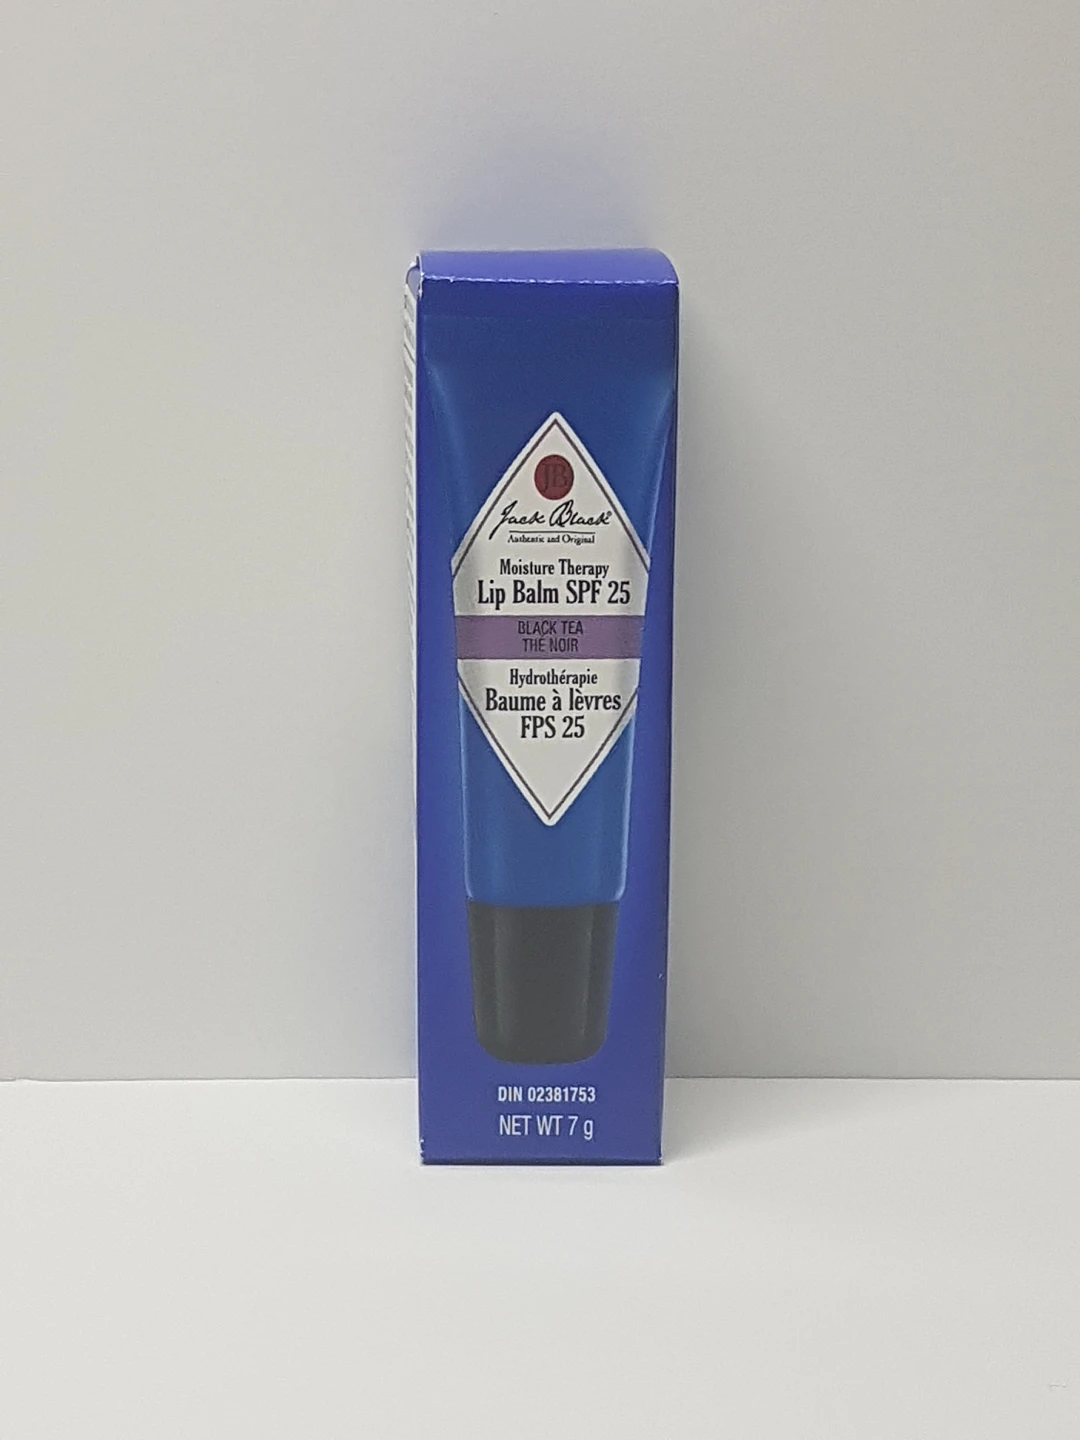 JB
Jack Black®
Authentic and Original
Moisture Therapy
Lip Balm SPF 25
BLACK TEA
THÉ NOIR
Hydrothérapie
Baume à lèvres
FPS 25
DIN 02381753
NET WT 7 g